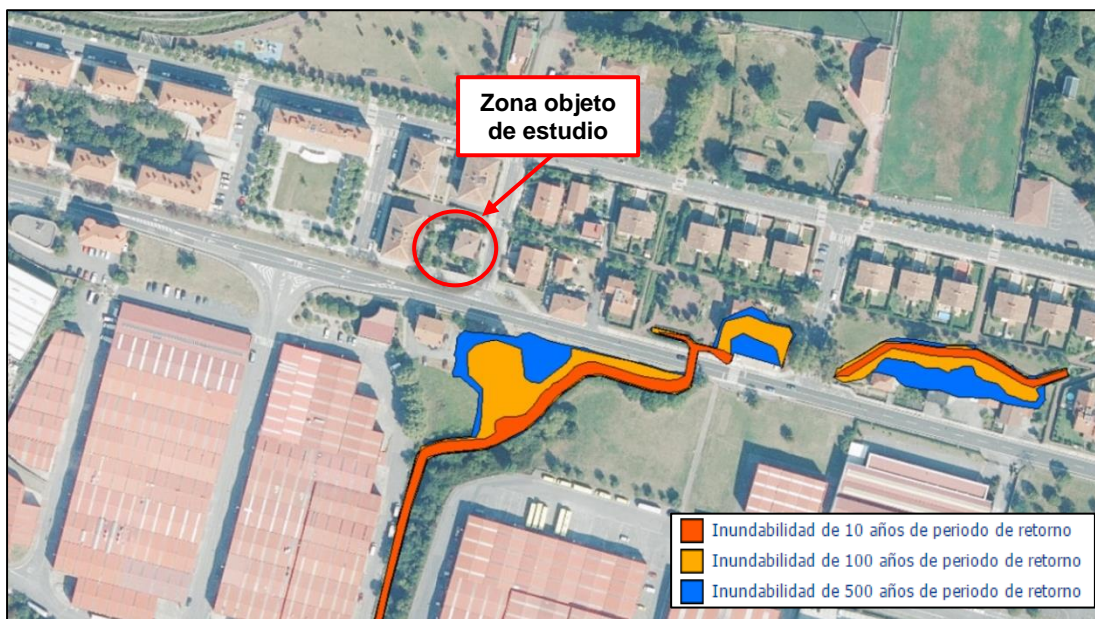 Zona objeto
de estudio
Inundabilidad de 10 años de periodo de retorno
Inundabilidad de 100 años de periodo de retorno
Inundabilidad de 500 años de periodo de retorno